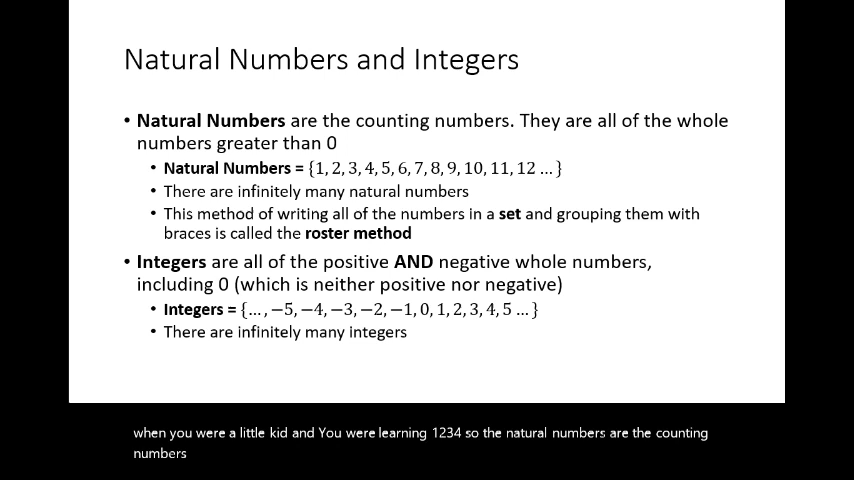 Natural Numbers and Integers
• Natural Numbers are the counting numbers. They are all of the whole
numbers greater than 0
• Natural Numbers = {1, 2, 3, 4, 5, 6, 7, 8, 9, 10, 11, 12 … }
• There are infinitely many natural numbers
• This method of writing all of the numbers in a set and grouping them with
braces is called the roster method
• Integers are all of the positive AND negative whole numbers,
including 0 (which is neither positive nor negative)
• Integers = {… , −5, −4, −3, −2, −1, 0, 1, 2, 3, 4, 5 … }
• There are infinitely many integers
when you were a little kid and You were learning 1234 so the natural numbers are the counting
numbers